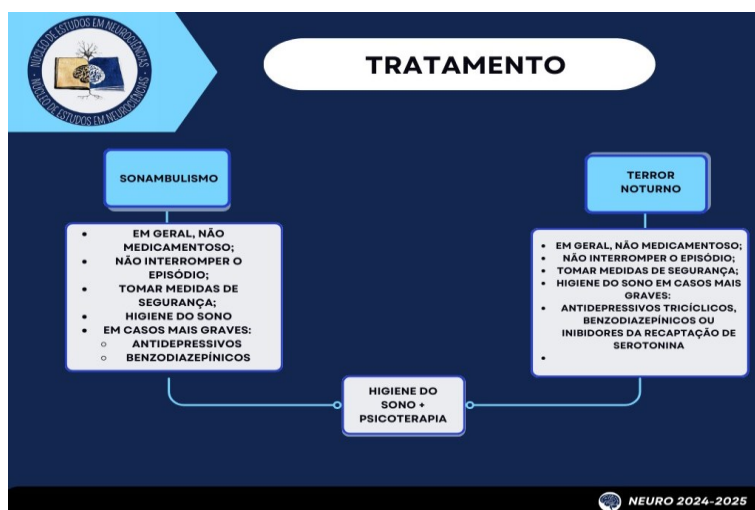 NÚCLEO DE ESTUDOS EM NEUROCIÊNCIAS
- NÚCLEO DE ESTUDOS EM NEUROCIÊNCIAS -
TRATAMENTO
SONAMBULISMO
• EM GERAL, NÃO
MEDICAMENTOSO;
• NÃO INTERROMPER O
EPISÓDIO;
• TOMAR MEDIDAS DE
SEGURANÇA;
• HIGIENE DO SONO
• EM CASOS MAIS GRAVES:
○ ANTIDEPRESSIVOS
○ BENZODIAZEPÍNICOS
TERROR
NOTURNO
• EM GERAL, NÃO MEDICAMENTOSO;
• NÃO INTERROMPER O EPISÓDIO;
• TOMAR MEDIDAS DE SEGURANÇA;
• HIGIENE DO SONO EM CASOS MAIS
GRAVES:
• ANTIDEPRESSIVOS TRICÍCLICOS,
BENZODIAZEPÍNICOS OU
INIBIDORES DA RECAPTAÇÃO DE
SEROTONINA
•
HIGIENE DO
SONO +
PSICOTERAPIA
NEURO 2024-2025